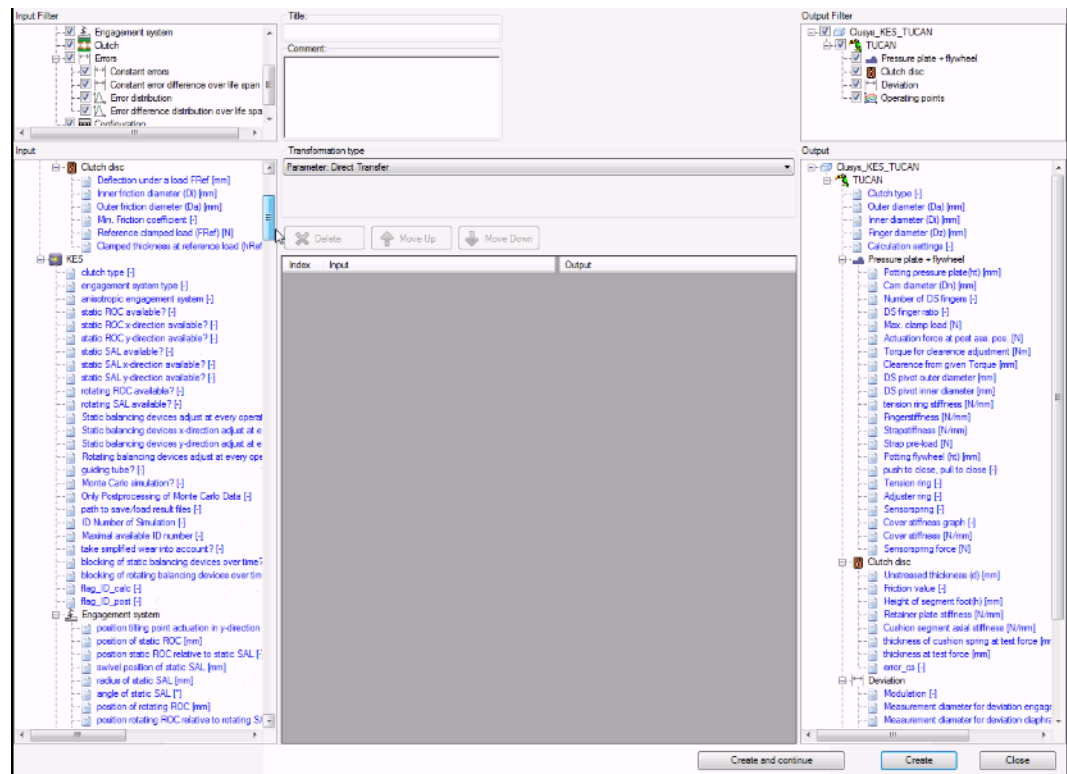 Input Filter
Engagement system
Clutch
Errors
Constant errors
Constant error difference over life span
Error distribution
Error difference distribution over life spa
Configuration
Title:
Comment:
Output Filter
Clusys_KES_TUCAN
TUCAN
Pressure plate + flywheel
Clutch disc
Deviation
Operating points
Input
Clutch disc
Deflection under a load FRef [mm]
Inner friction diameter (Di) [mm]
Outer friction diameter (Da) [mm]
Min. Friction coefficient [-]
Reference clamped load (FRef) [N]
Clamped thickness at reference load (hRef
KES
clutch type [-]
engagement system type [-]
anisotropic engagement system [-]
static ROC available? [-]
static ROC x-direction available? [-]
static ROC y-direction available? [-]
static SAL available? [-]
static SAL x-direction available? [-]
static SAL y-direction available? [-]
rotating ROC available? [-]
rotating SAL available? [-]
Static balancing devices adjust at every operat
Static balancing devices x-direction adjust at e
Static balancing devices y-direction adjust at e
Rotating balancing devices adjust at every ope
guiding tube? [-]
Monte Carlo simulation? [-]
Only Postprocessing of Monte Carlo Data [-]
path to save/load result files [-]
ID Number of Simulation [-]
Maximal available ID number [-]
take simplified wear into account? [-]
blocking of static balancing devices over time?
blocking of rotating balancing devices over tim
flag_ID_calc [-]
flag_ID_post [-]
Engagement system
position tilting point actuation in y-direction
position of static ROC [mm]
position static ROC relative to static SAL [-
swivel position of static SAL [mm]
radius of static SAL [mm]
angle of static SAL [°]
position of rotating ROC [mm]
position rotating ROC relative to rotating S
Transformation type
Parameter: Direct Transfer
Delete
Move Up
Move Down
Index Input Output
Output
Clusys_KES_TUCAN
TUCAN
Clutch type [-]
Outer diameter (Da) [mm]
Inner diameter (Di) [mm]
Finger diameter (Dz) [mm]
Calculation settings [-]
Pressure plate + flywheel
Potting pressure plate(ht) [mm]
Cam diameter (Dn) [mm]
Number of DS fingers [-]
DS finger ratio [-]
Max. clamp load [N]
Actuation force at post ass. pos. [N]
Torque for clearence adjustment [Nm]
Clearence from given Torque [mm]
DS pivot outer diameter [mm]
DS pivot inner diameter [mm]
tension ring stiffness [N/mm]
Fingerstiffness [N/mm]
Strapstiffness [N/mm]
Strap pre-load [N]
Potting flywheel (ht) [mm]
push to close, pull to close [-]
Tension ring [-]
Adjuster ring [-]
Sensorspring [-]
Cover stiffness graph [-]
Cover stiffness [N/mm]
Sensorspring force [N]
Clutch disc
Unstressed thickness (d) [mm]
Friction value [-]
Height of segment foot(h) [mm]
Retainer plate stiffness [N/mm]
Cushion segment axial stiffness [N/mm]
thickness of cushion spring at test force [mr
thickness at test force [mm]
error_cs [-]
Deviation
Modulation [-]
Measurement diameter for deviation engage
Measurement diameter for deviation diaphra
Create and continue
Create
Close